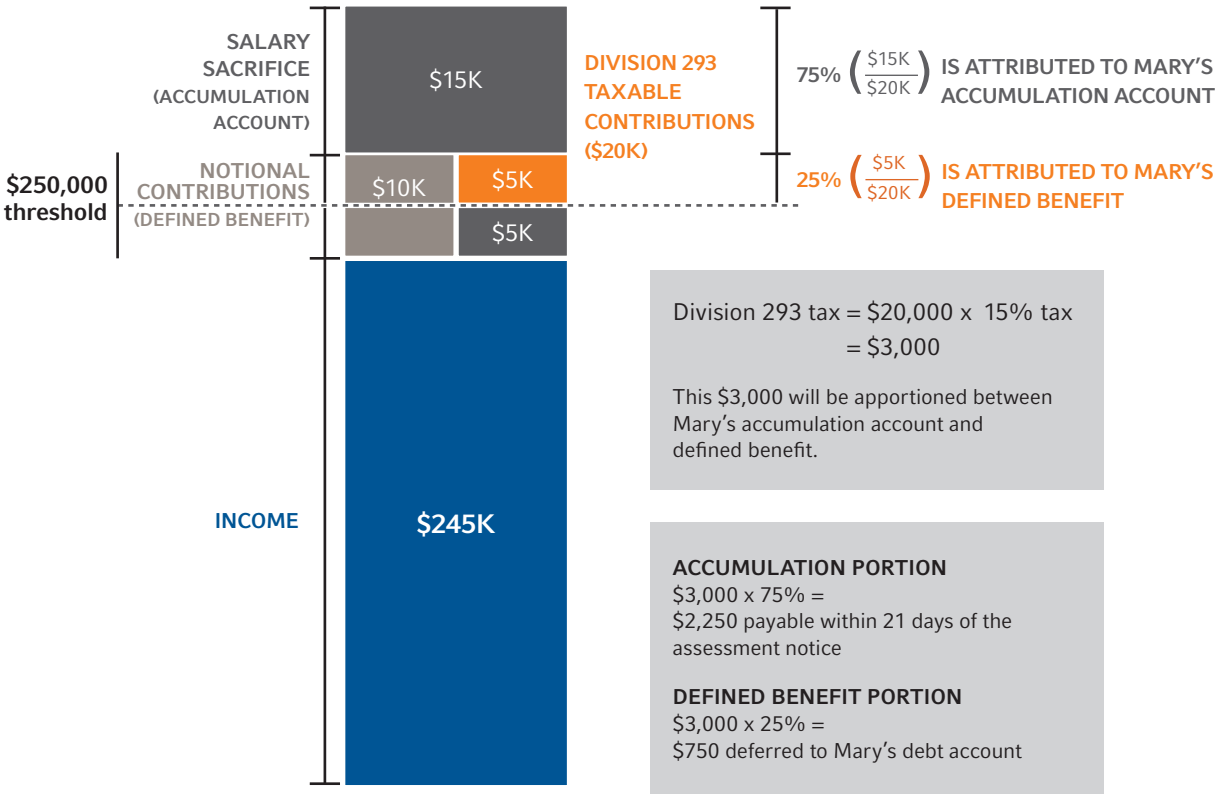 SALARY
SACRIFICE
(ACCUMULATION
ACCOUNT)
$15K
DIVISION 293
TAXABLE
CONTRIBUTIONS
($20K)
75% ($15K/$20K) IS ATTRIBUTED TO MARY'S
ACCUMULATION ACCOUNT
$250,000
threshold
NOTIONAL
CONTRIBUTIONS
(DEFINED BENEFIT)
$10K
$5K
$5K
25% ($5K/$20K) IS ATTRIBUTED TO MARY'S
DEFINED BENEFIT
INCOME
$245K
Division 293 tax = $20,000 x 15% tax
= $3,000
This $3,000 will be apportioned between
Mary's accumulation account and
defined benefit.
ACCUMULATION PORTION
$3,000 x 75% =
$2,250 payable within 21 days of the
assessment notice
DEFINED BENEFIT PORTION
$3,000 x 25% =
$750 deferred to Mary's debt account